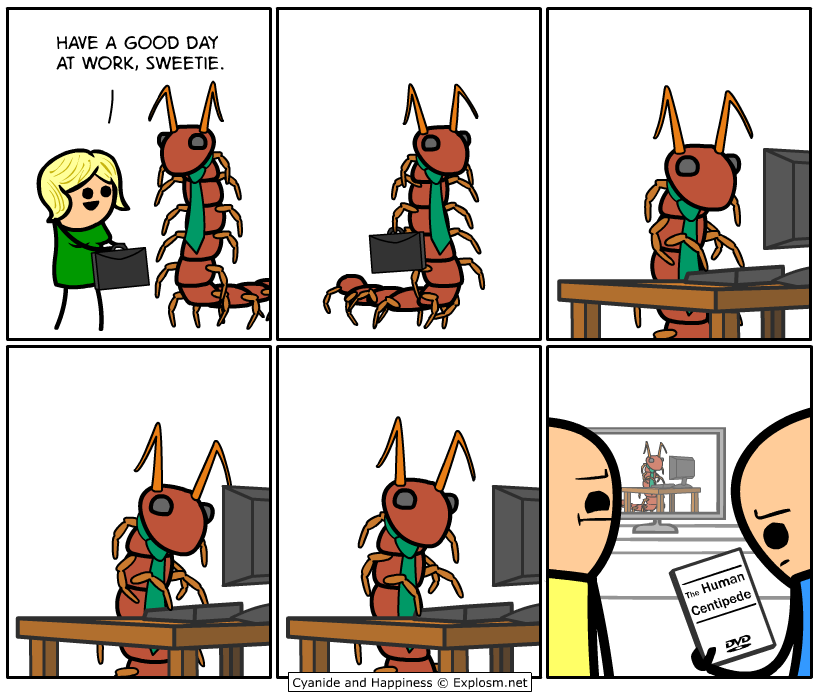 HAVE A GOOD DAY
AT WORK, SWEETIE.
The Human
Centipede
DVD
Cyanide and Happiness © Explosm.net